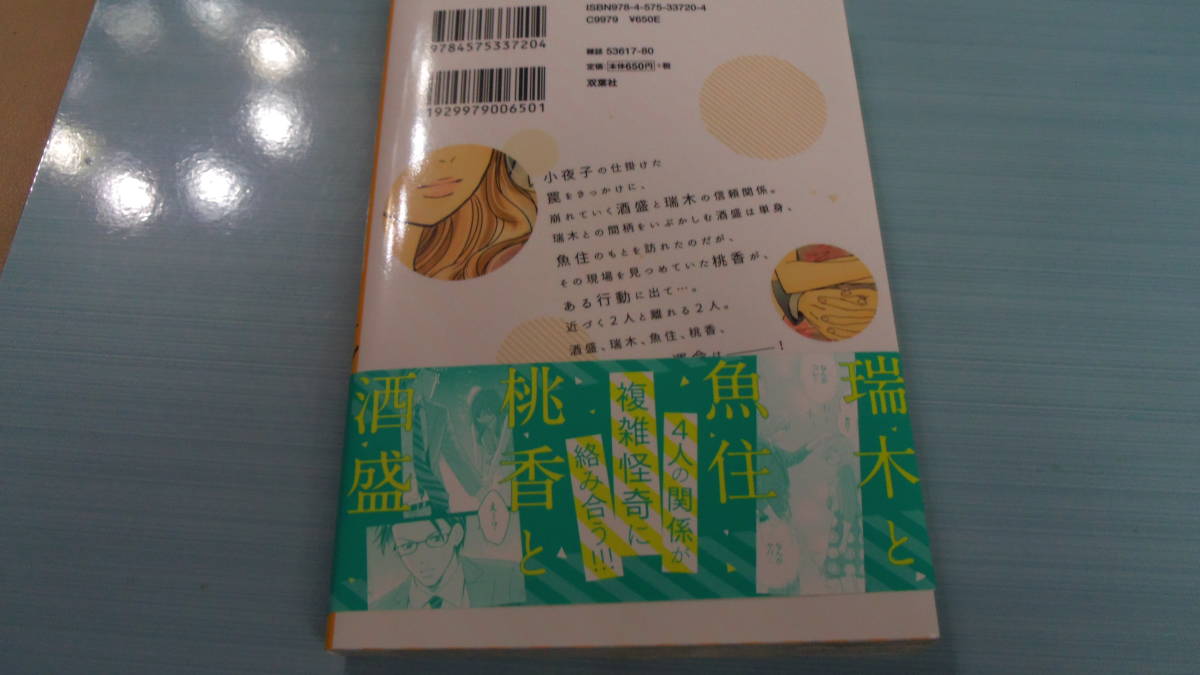 ISBN978-4-575-33720-4
C9979 ¥650E
9784575337204
雑誌 53617-80
定価 本体650円 +税
双葉社
1929979006501
小夜子の仕掛けた
罠をきっかけに、
崩れていく酒盛と瑞木の信頼関係。
瑞木との間柄をいぶかしむ酒盛は単身、
魚住のもとを訪れたのだが、
その現場を見つめていた桃香が、
ある行動に出て…。
近づく2人と離れる2人。
酒盛、瑞木、魚住、桃香、
瑞木と
魚住
4人の関係が
複雑怪奇に
絡み合う!!!
桃香と
酒盛